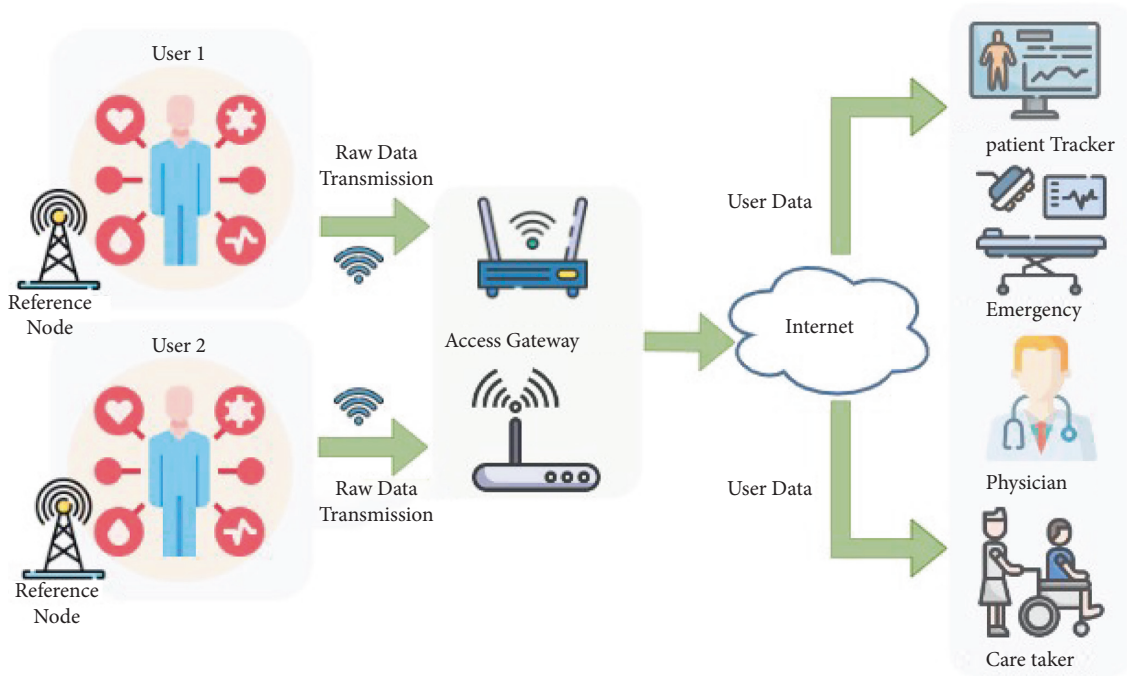 User 1
Reference
Node
Raw Data
Transmission
User 2
Reference
Node
Raw Data
Transmission
Access Gateway
Internet
User Data
User Data
patient Tracker
Emergency
Physician
Care taker